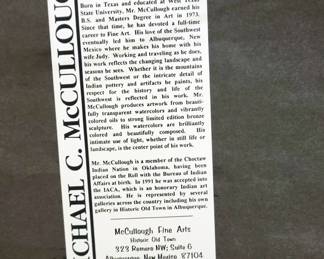 MICHAEL C. McCULLOUGH
Born in Texas and educated at West Texas
State University, Mr. McCullough earned his
B.S. and Masters Degree in Art in 1973.
Since that time, he has devoted a full-time
career to Fine Art. His love of the Southwest
eventually led him to Albuquerque, New
Mexico where he makes his home with his
wife Judy. Working and traveling as he does,
his work reflects the changing landscape and
seasons he sees. Whether it is the mountains
of the Southwest or the intricate detail of
Indian pottery and artifacts he paints, his
respect for the history and life of the
Southwest is reflected in his work. Mr.
McCullough produces artwork from beauti-
fully transparent watercolors and vibrantly
colored oils to strong limited edition bronze
sculpture. His watercolors are brilliantly
colored and beautifully composed. His
intimate use of light, whether in still life or
landscape, is the center point of his work.
Mr. McCullough is a member of the Choctaw
Indian Nation in Oklahoma, having been
placed on the Roll with the Bureau of Indian
Affairs at birth. In 1991 he was accepted into
the IACA, which is an honorary Indian art
association. He is represented by several
galleries across the country including his own
gallery in Historic Old Town in Albuquerque.
McCullough Fine Arts
Historic Old Town
323 Romero NW; Suite 6
Albuquerque, New Mexico 87104